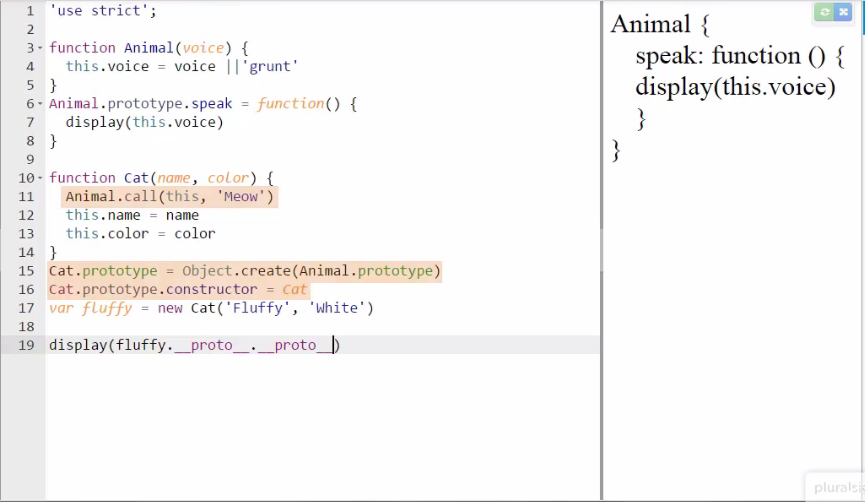 1 'use strict';
2
3 function Animal(voice) {
4 this.voice = voice ||'grunt'
5 }
6 Animal.prototype.speak = function() {
7 display(this.voice)
8 }
9
10 function Cat(name, color) {
11 Animal.call(this, 'Meow')
12 this.name = name
13 this.color = color
14 }
15 Cat.prototype = Object.create(Animal.prototype)
16 Cat.prototype.constructor = Cat
17 var fluffy = new Cat('Fluffy', 'White')
18
19 display(fluffy.__proto__.__proto__)
Animal {
speak: function () {
display(this.voice)
}
}